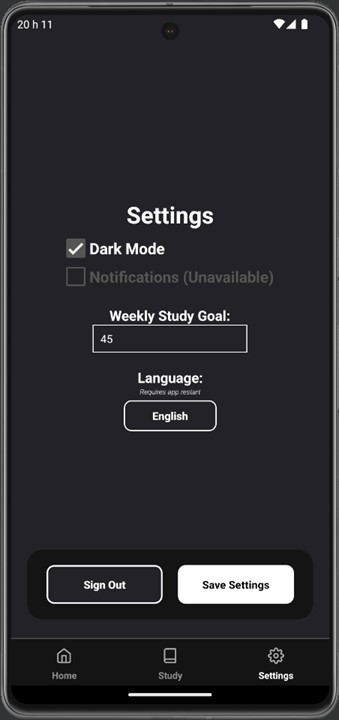 20 h 11
Settings
Dark Mode
Notifications (Unavailable)
Weekly Study Goal:
45
Language:
Requires app restart
English
Sign Out
Save Settings
Home
Study
Settings